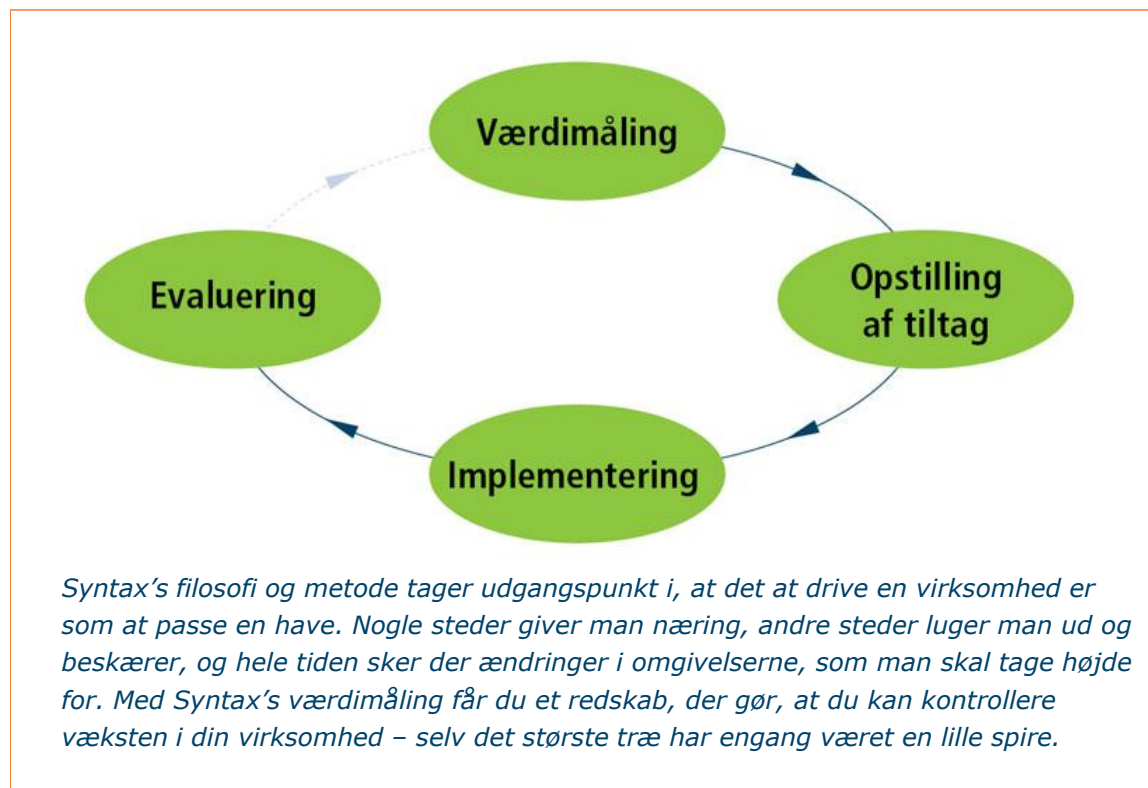 Værdimåling
Evaluering
Opstilling
af tiltag
Implementering
Syntax’s filosofi og metode tager udgangspunkt i, at det at drive en virksomhed er
som at passe en have. Nogle steder giver man næring, andre steder luger man ud og
beskærer, og hele tiden sker der ændringer i omgivelserne, som man skal tage højde
for. Med Syntax’s værdimåling får du et redskab, der gør, at du kan kontrollere
væksten i din virksomhed – selv det største træ har engang været en lille spire.